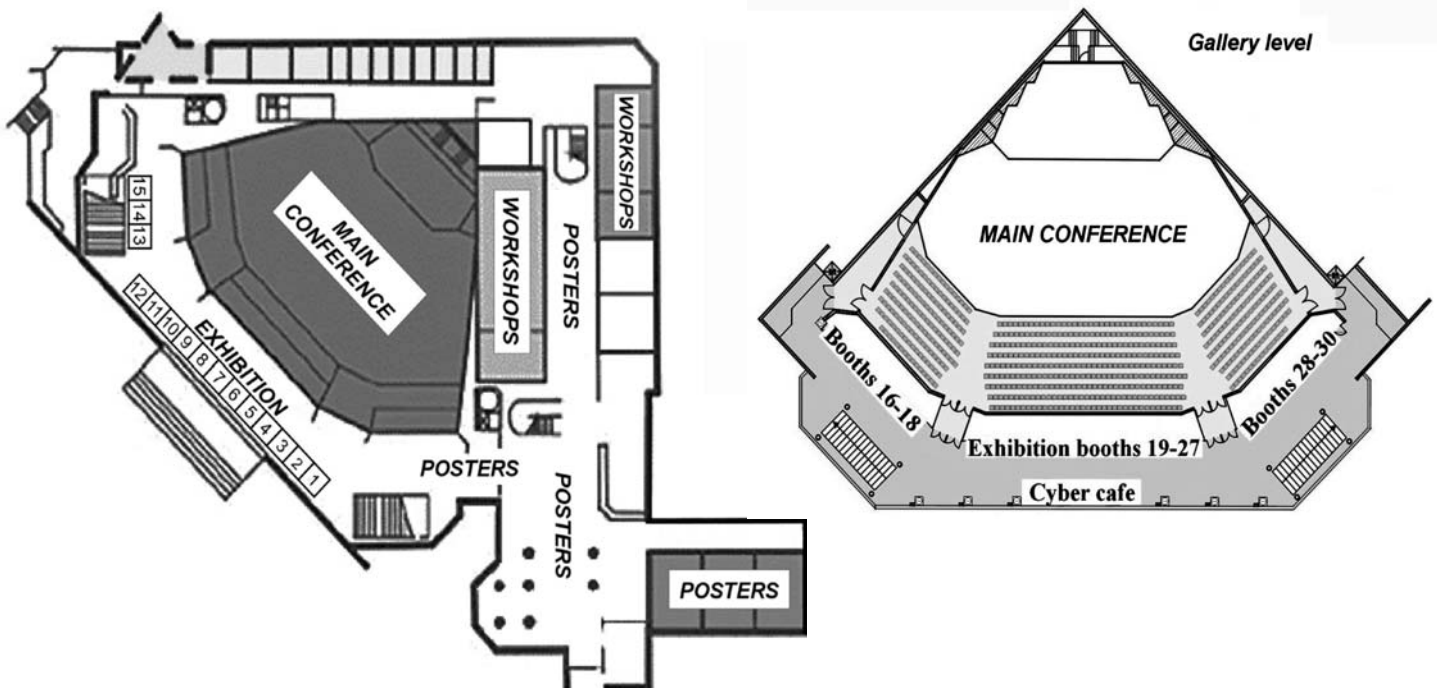 Gallery level
WORKSHOPS
15
14
13
MAIN
CONFERENCE
WORKSHOPS
POSTERS
12
11
10
9
8
7
6
5
4
3
2
1
EXHIBITION
POSTERS
POSTERS
POSTERS
MAIN CONFERENCE
Booths 16-18
Booths 28-30
Exhibition booths 19-27
Cyber cafe